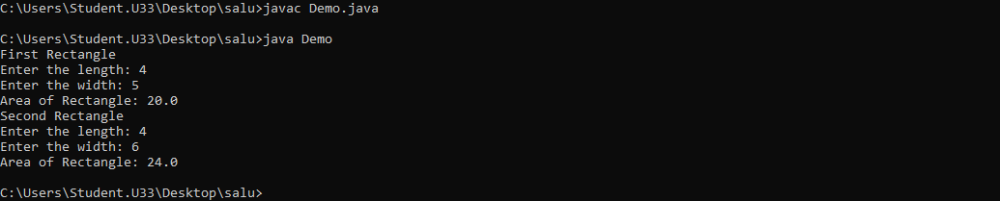 C:\Users\Student.U33\Desktop\salu>javac Demo.java
C:\Users\Student.U33\Desktop\salu>java Demo
First Rectangle
Enter the length: 4
Enter the width: 5
Area of Rectangle: 20.0
Second Rectangle
Enter the length: 4
Enter the width: 6
Area of Rectangle: 24.0
C:\Users\Student.U33\Desktop\salu>